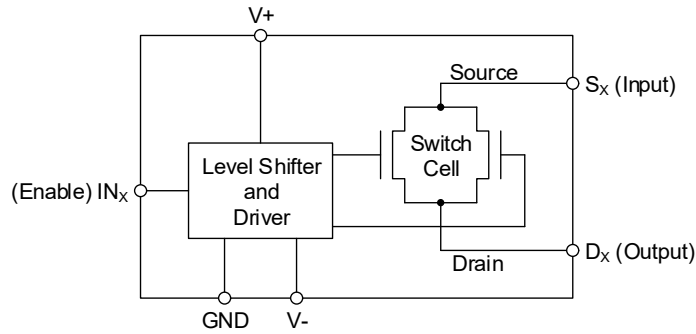 V+
Source
S_X (Input)
Switch
Cell
Level Shifter
and
Driver
(Enable) IN_X
Drain
D_X (Output)
GND
V-